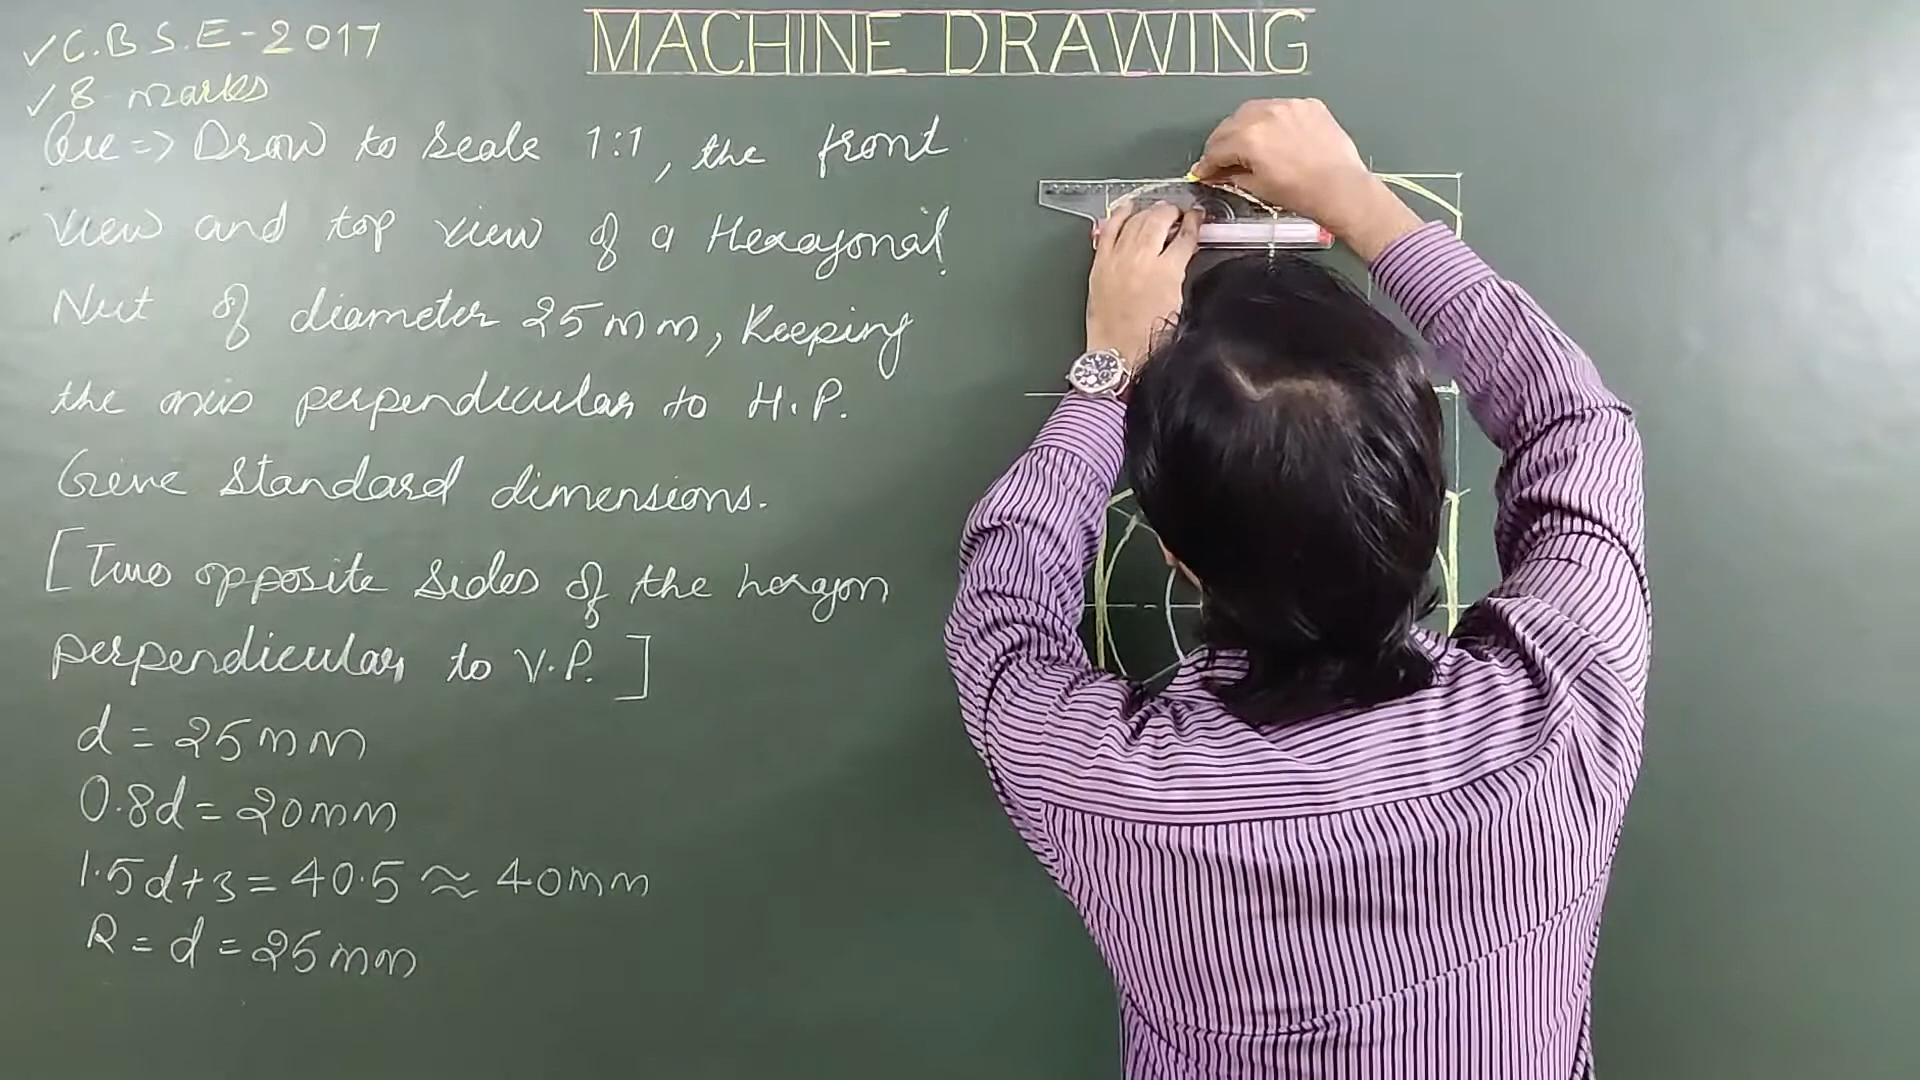 MACHINE DRAWING
✓ C.B.S.E-2017
✓ 8 marks
Que => Draw to scale 1:1, the front
view and top view of a Hexagonal
Nut of diameter 25mm, Keeping
the axis perpendicular to H.P.
Give Standard dimensions.
[Two opposite sides of the hexagon
perpendicular to V.P.]
d = 25mm
0.8d = 20mm
1.5d+3 = 40.5 ≈ 40mm
R = d = 25mm